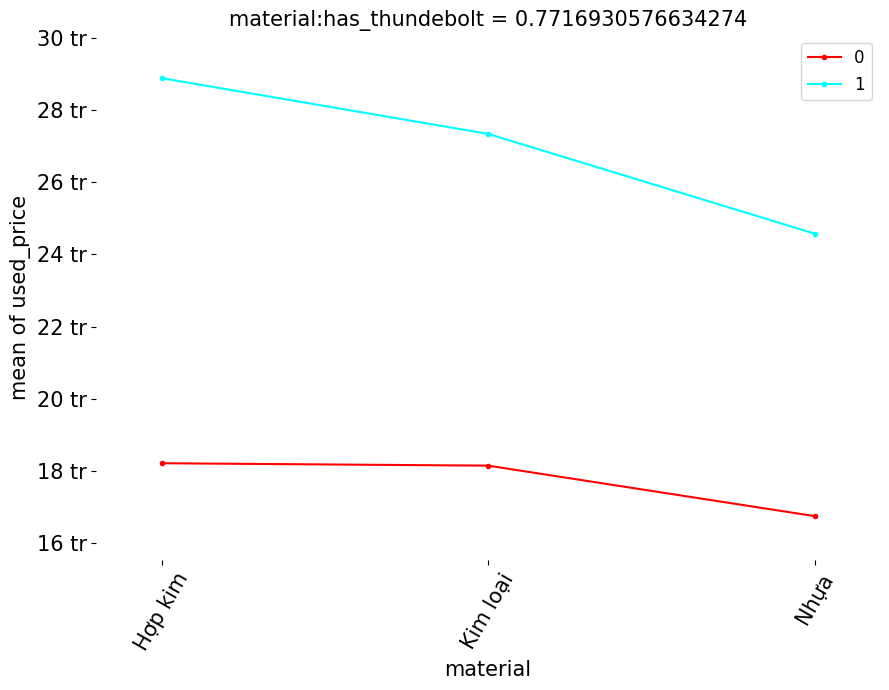 material:has_thundebolt = 0.7716930576634274
0
1
30 tr
28 tr
26 tr
24 tr
22 tr
20 tr
18 tr
16 tr
mean of used_price
Hợp kim
Kim loại
Nhựa
material